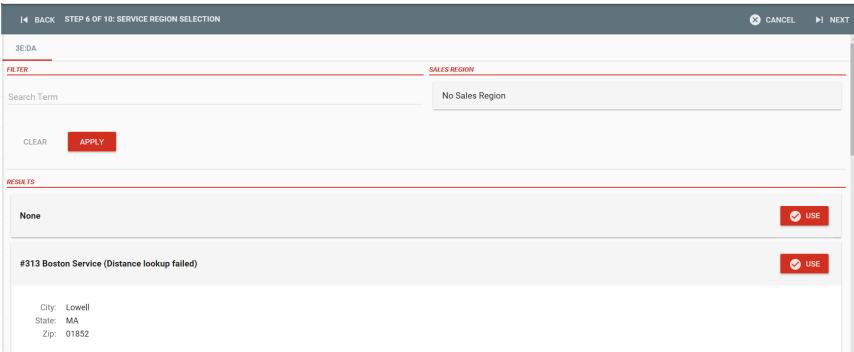 BACK STEP 6 OF 10: SERVICE REGION SELECTION CANCEL NEXT
3E:DA
FILTER SALES REGION
Search Term No Sales Region
CLEAR APPLY
RESULTS
None USE
#313 Boston Service (Distance lookup failed) USE
City: Lowell
State: MA
Zip: 01852